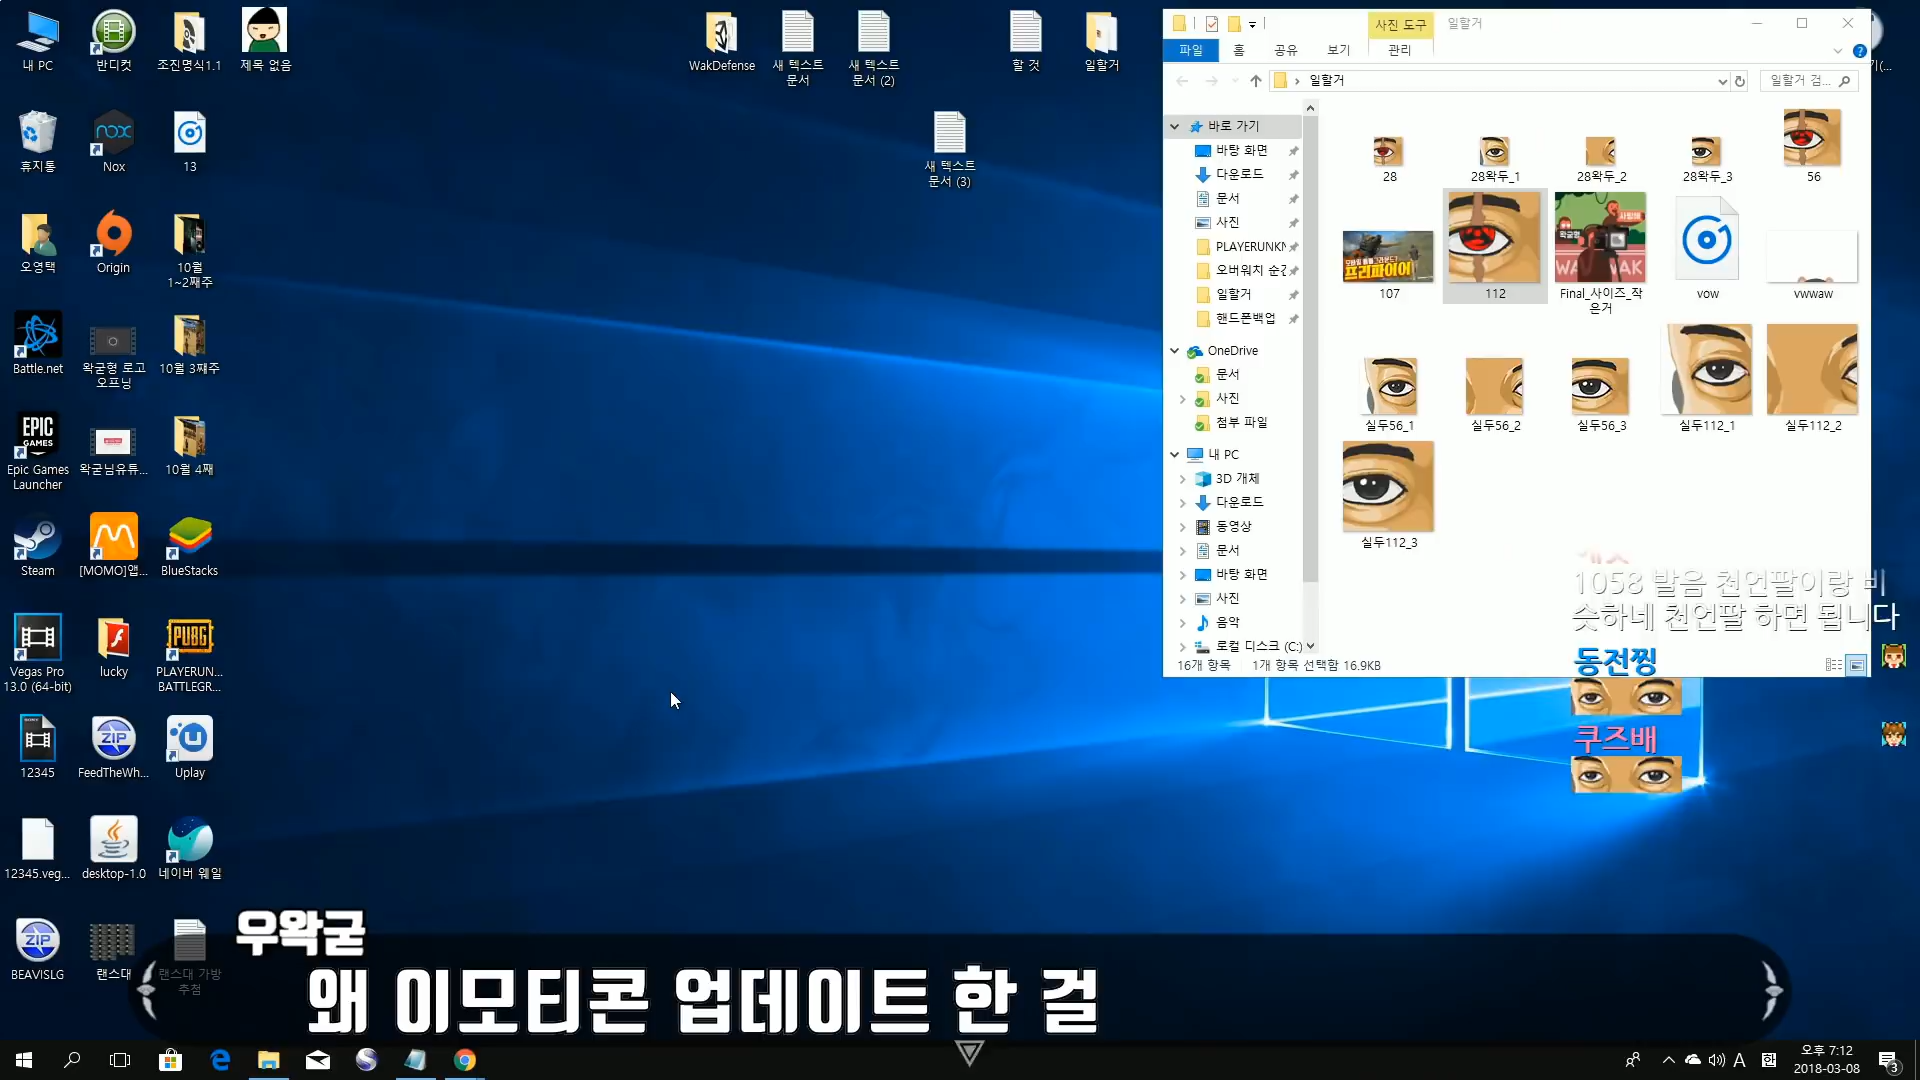 내 PC
반디컷
조진명식1.1
제목 없음
WakDefense
새 텍스트 문서
새 텍스트 문서 (2)
할 것
일할거
새 텍스트 문서 (3)
휴지통
Nox
13
오영택
Origin
10월 1~2째주
Battle.net
왁굳형 로고 오프닝
10월 3째주
EPIC GAMES
Epic Games Launcher
왁굳님유튜...
10월 4째
Steam
[MOMO]앱...
BlueStacks
Vegas Pro 13.0 (64-bit)
lucky
PUBG
PLAYERUN... BATTLEGR...
12345
ZIP
FeedTheWh...
Uplay
12345.veg...
desktop-1.0
네이버 웨일
ZIP
BEAVISLG
랜스대
랜스대 가방 추첨
사진 도구
일할거
파일
홈
공유
보기
관리
일할거
일할거 검...
바로 가기
바탕 화면
다운로드
문서
사진
PLAYERUNKN
오버워치 순간
일할거
핸드폰백업
OneDrive
문서
사진
첨부 파일
내 PC
3D 개체
다운로드
동영상
문서
바탕 화면
사진
음악
로컬 디스크 (C:)
28
28왁두_1
28왁두_2
28왁두_3
56
프리파이어
107
112
왁굳형
Final_사이즈_작은거
vow
vwwaw
실두56_1
실두56_2
실두56_3
실두112_1
실두112_2
실두112_3
16개 항목
1개 항목 선택함 16.9KB
1058 발음 천언팔이랑 비
슷하네 천언팔 하면 됩니다
동전찡
쿠즈배
우왁굳
왜 이모티콘 업데이트 한 걸
A
한
오후 7:12
2018-03-08
3